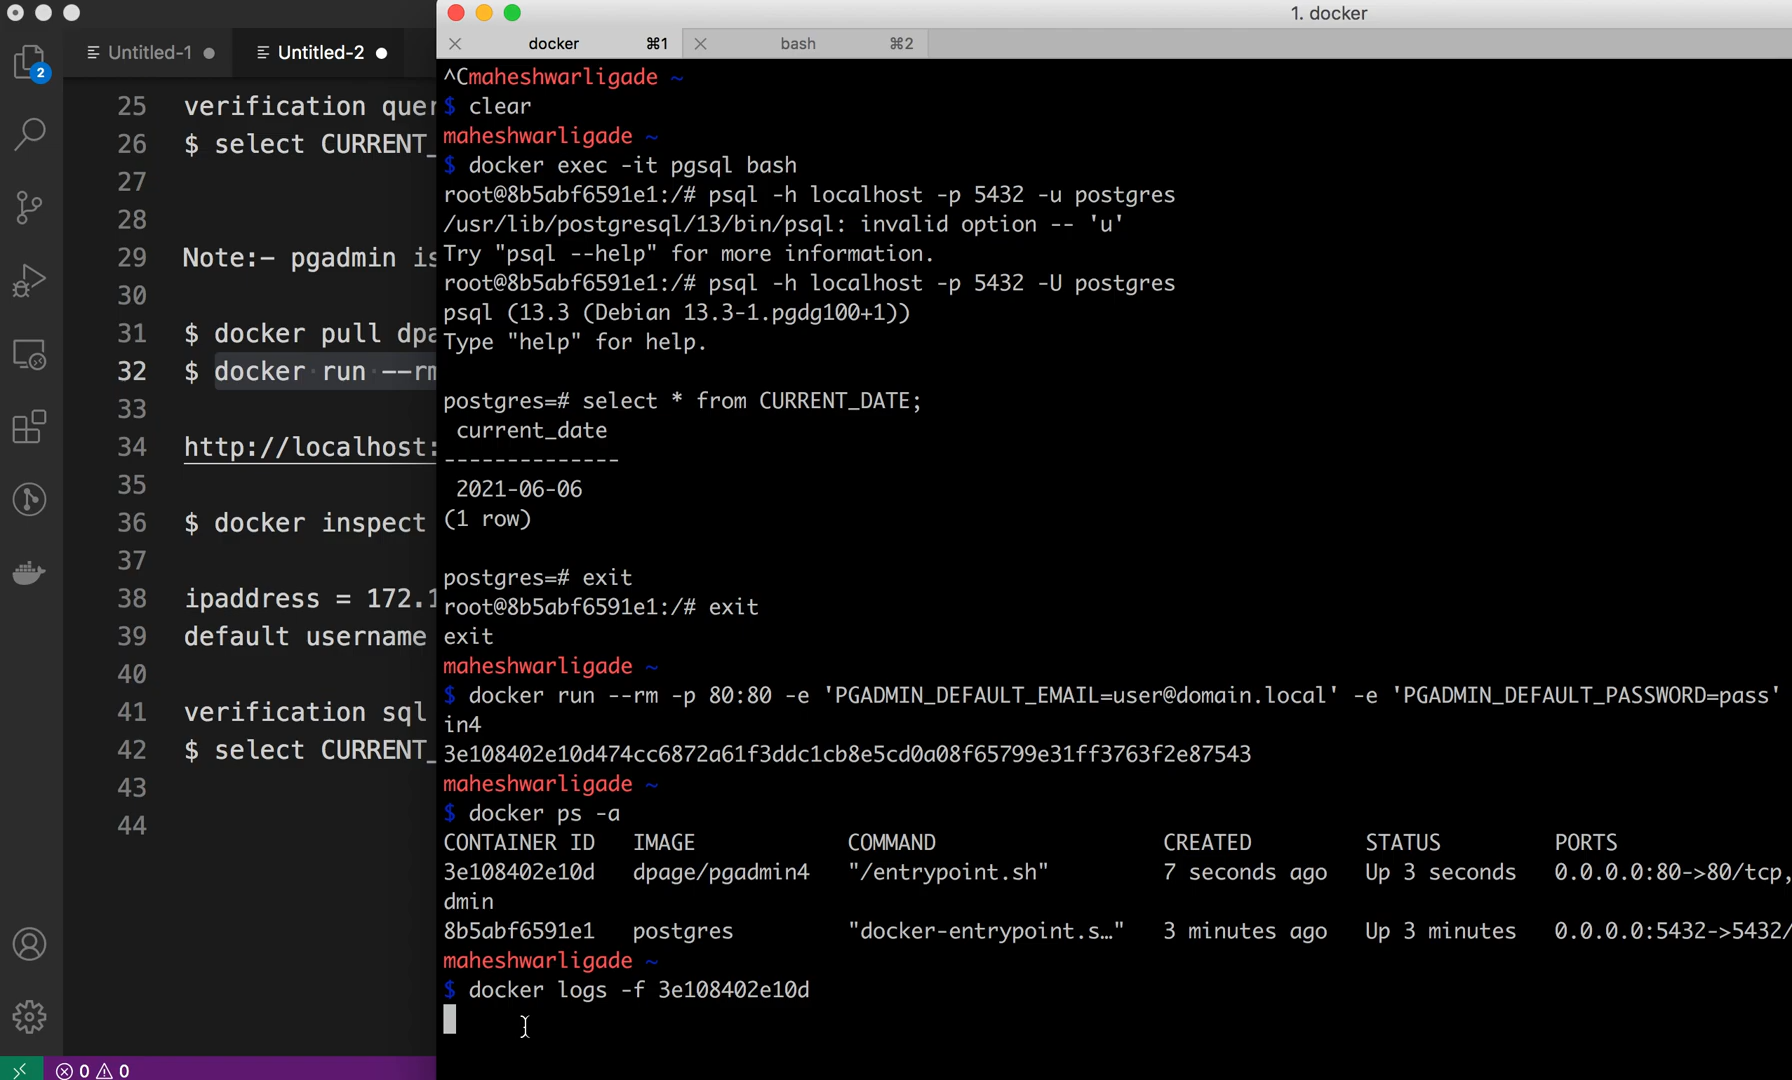 1. docker
Untitled-1
Untitled-2
docker ⌘1
bash ⌘2
2
25 verification quer
26 $ select CURRENT_
27
28
29 Note:- pgadmin is
30
31 $ docker pull dpa
32 $ docker run --rm
33
34 http://localhost:
35
36 $ docker inspect
37
38 ipaddress = 172.1
39 default username
40
41 verification sql
42 $ select CURRENT_
43
44
0 0
^Cmaheshwarligade ~
$ clear
maheshwarligade ~
$ docker exec -it pgsql bash
root@8b5abf6591e1:/# psql -h localhost -p 5432 -u postgres
/usr/lib/postgresql/13/bin/psql: invalid option -- 'u'
Try "psql --help" for more information.
root@8b5abf6591e1:/# psql -h localhost -p 5432 -U postgres
psql (13.3 (Debian 13.3-1.pgdg100+1))
Type "help" for help.
postgres=# select * from CURRENT_DATE;
current_date
--------------
2021-06-06
(1 row)
postgres=# exit
root@8b5abf6591e1:/# exit
exit
maheshwarligade ~
$ docker run --rm -p 80:80 -e 'PGADMIN_DEFAULT_EMAIL=user@domain.local' -e 'PGADMIN_DEFAULT_PASSWORD=pass'
in4
3e108402e10d474cc6872a61f3ddc1cb8e5cd0a08f65799e31ff3763f2e87543
maheshwarligade ~
$ docker ps -a
CONTAINER ID IMAGE COMMAND CREATED STATUS PORTS
3e108402e10d dpage/pgadmin4 "/entrypoint.sh" 7 seconds ago Up 3 seconds 0.0.0.0:80->80/tcp,
dmin
8b5abf6591e1 postgres "docker-entrypoint.s…" 3 minutes ago Up 3 minutes 0.0.0.0:5432->5432/
maheshwarligade ~
$ docker logs -f 3e108402e10d